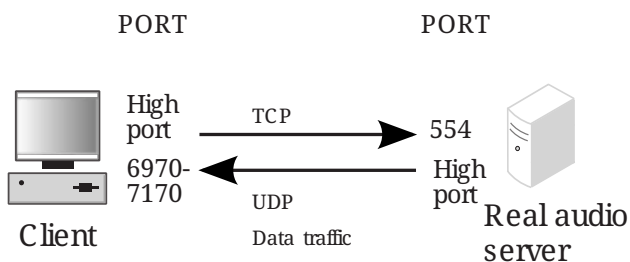 PORT PORT
High port TCP 554
6970-7170 UDP High port
Data traffic
Client Real audio server